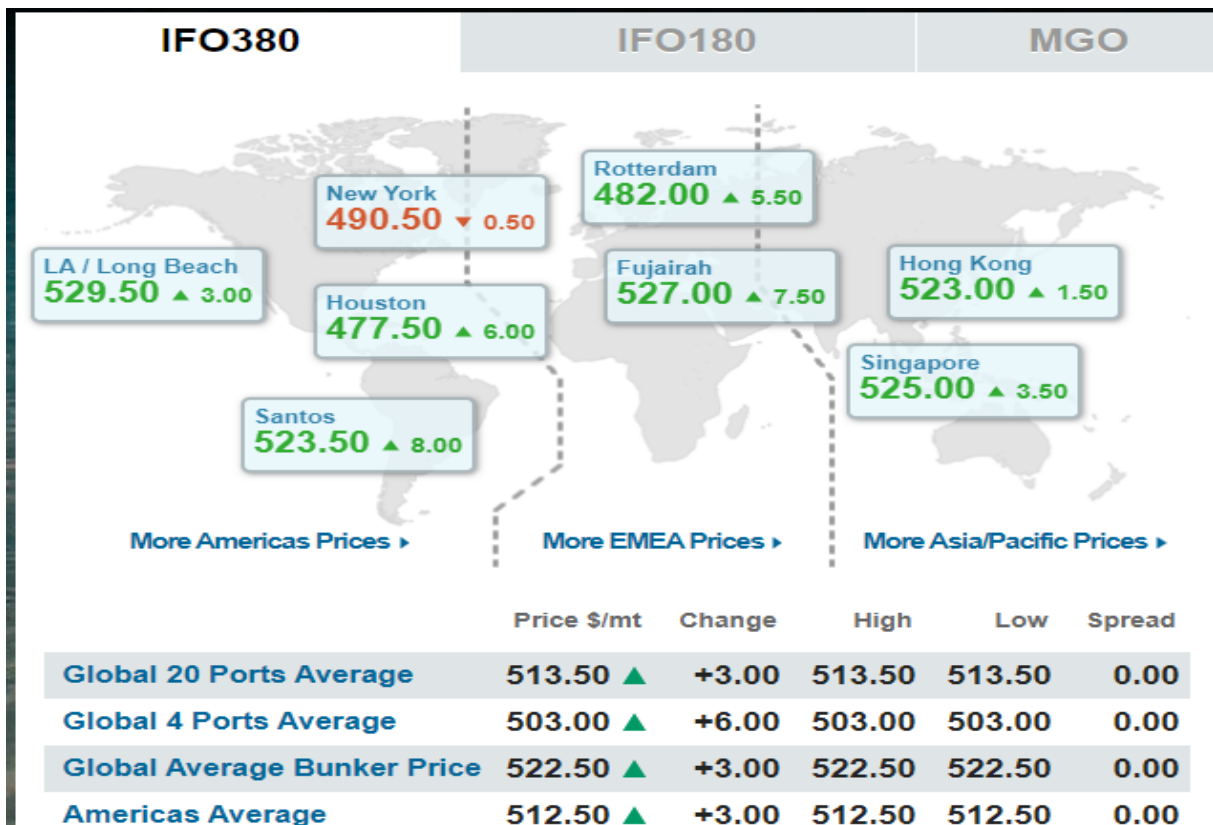 IFO380 IFO180 MGO
New York
490.50 ▼ 0.50
Rotterdam
482.00 ▲ 5.50
LA / Long Beach
529.50 ▲ 3.00
Houston
477.50 ▲ 6.00
Fujairah
527.00 ▲ 7.50
Hong Kong
523.00 ▲ 1.50
Singapore
525.00 ▲ 3.50
Santos
523.50 ▲ 8.00
More Americas Prices ▸ More EMEA Prices ▸ More Asia/Pacific Prices ▸
Price $/mt Change High Low Spread
Global 20 Ports Average 513.50 ▲ +3.00 513.50 513.50 0.00
Global 4 Ports Average 503.00 ▲ +6.00 503.00 503.00 0.00
Global Average Bunker Price 522.50 ▲ +3.00 522.50 522.50 0.00
Americas Average 512.50 ▲ +3.00 512.50 512.50 0.00